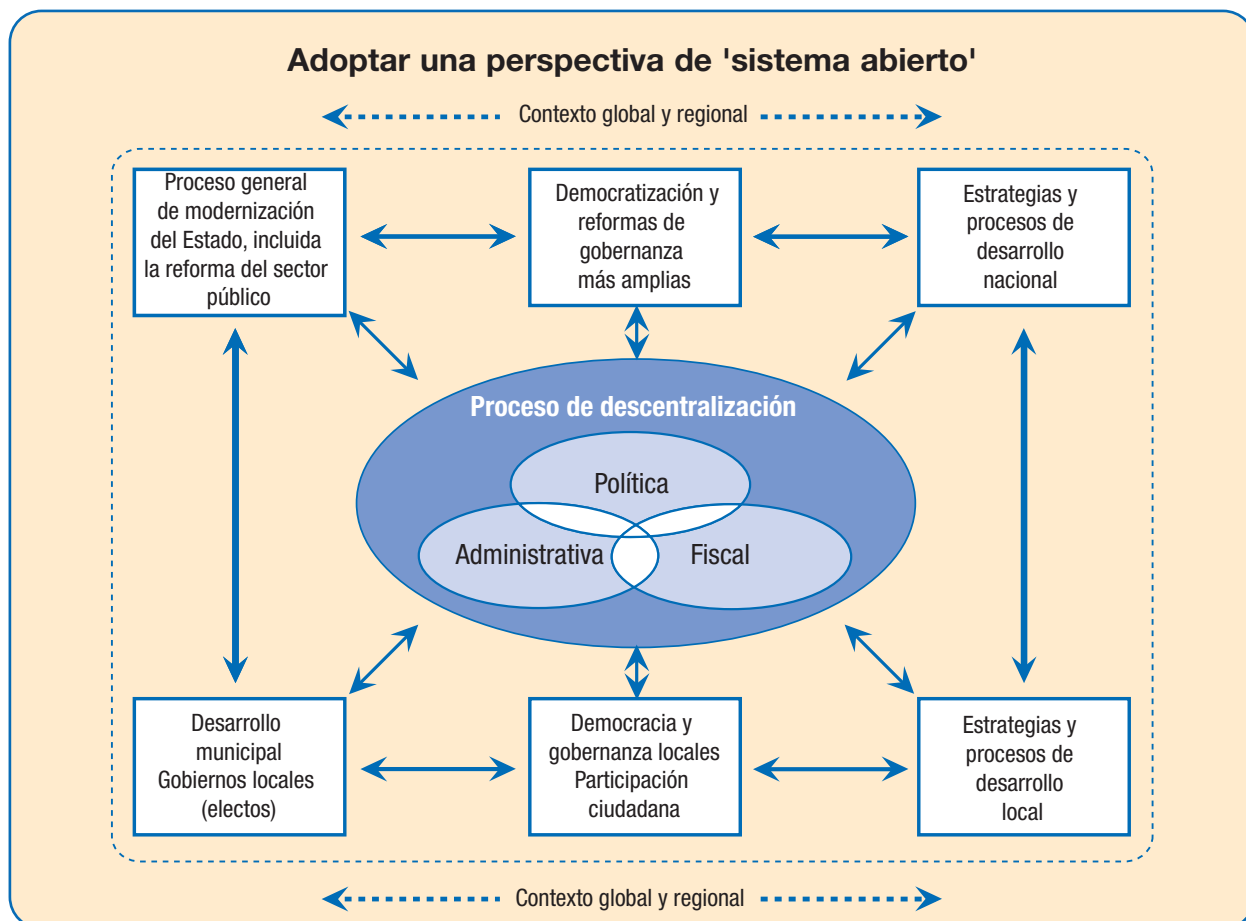 Adoptar una perspectiva de 'sistema abierto'
Contexto global y regional
Proceso general
de modernización
del Estado, incluida
la reforma del sector
público
Democratización y
reformas de
gobernanza
más amplias
Estrategias y
procesos de
desarrollo
nacional
Proceso de descentralización
Política
Administrativa
Fiscal
Desarrollo
municipal
Gobiernos locales
(electos)
Democracia y
gobernanza locales
Participación
ciudadana
Estrategias y
procesos de
desarrollo
local
Contexto global y regional